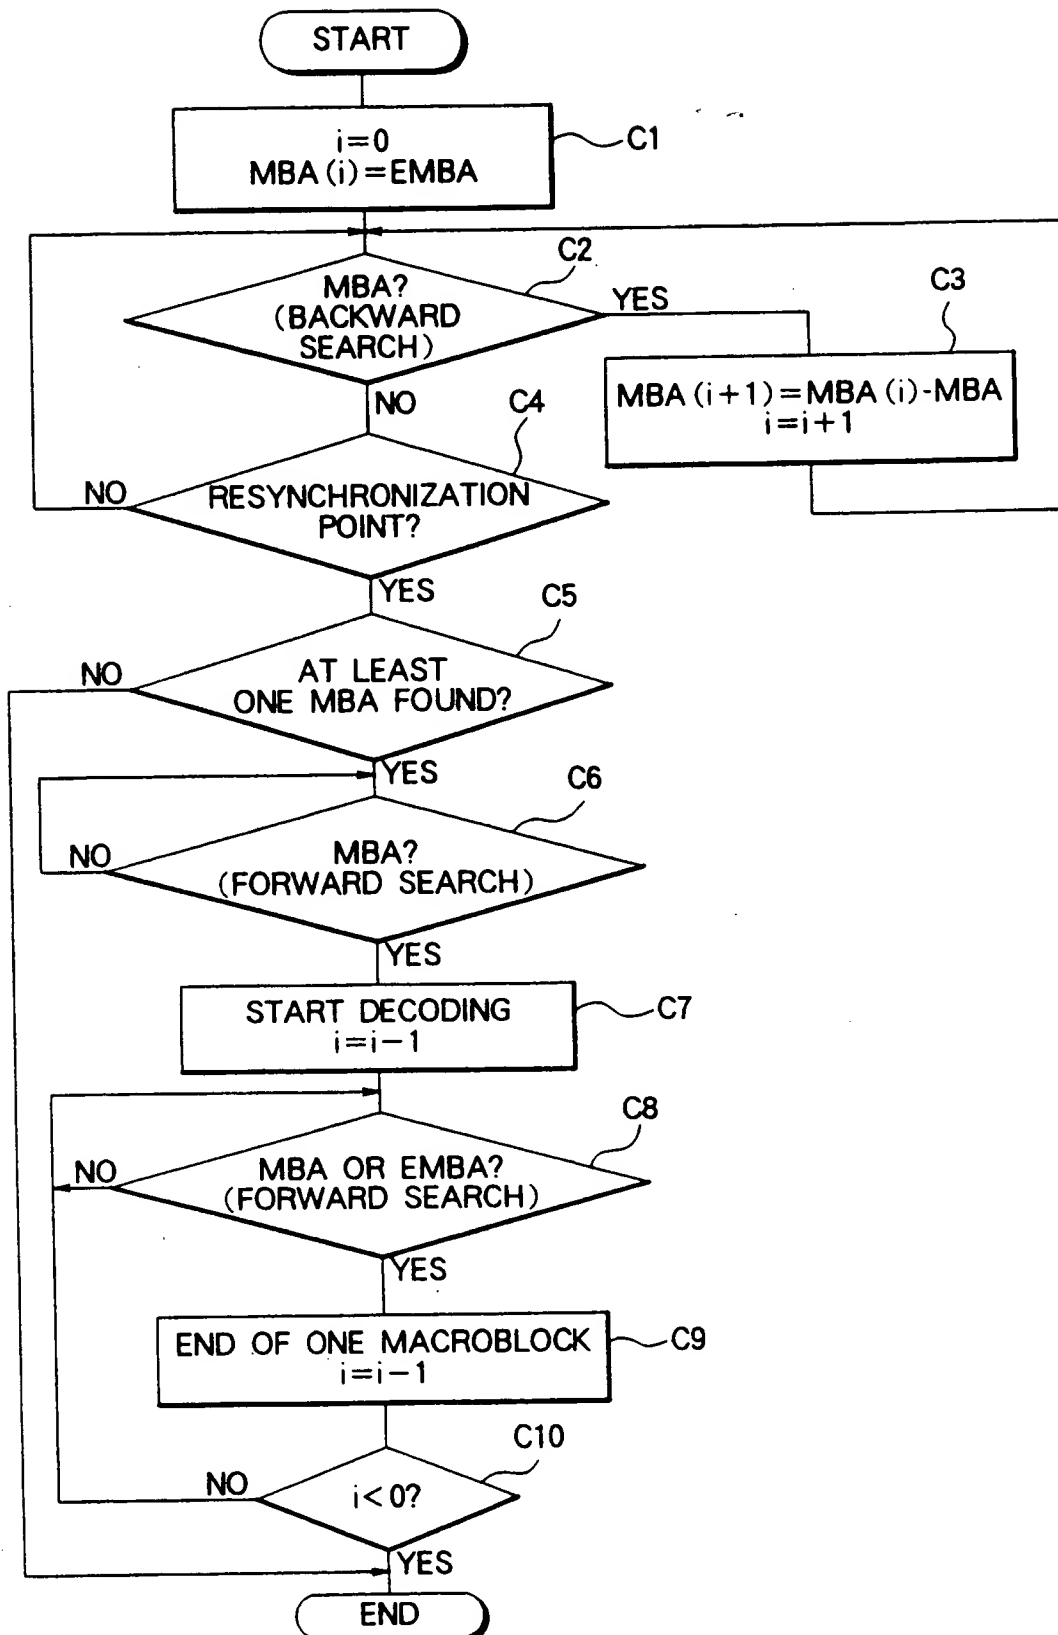 START
i=0
MBA(i)=EMBA
C1
C2
MBA?
(BACKWARD
SEARCH)
YES
C3
MBA(i+1)=MBA(i)-MBA
i=i+1
NO
C4
NO
RESYNCHRONIZATION
POINT?
YES
C5
NO
AT LEAST
ONE MBA FOUND?
YES
C6
NO
MBA?
(FORWARD SEARCH)
YES
START DECODING
i=i-1
C7
C8
NO
MBA OR EMBA?
(FORWARD SEARCH)
YES
END OF ONE MACROBLOCK
i=i-1
C9
C10
NO
i<0?
YES
END